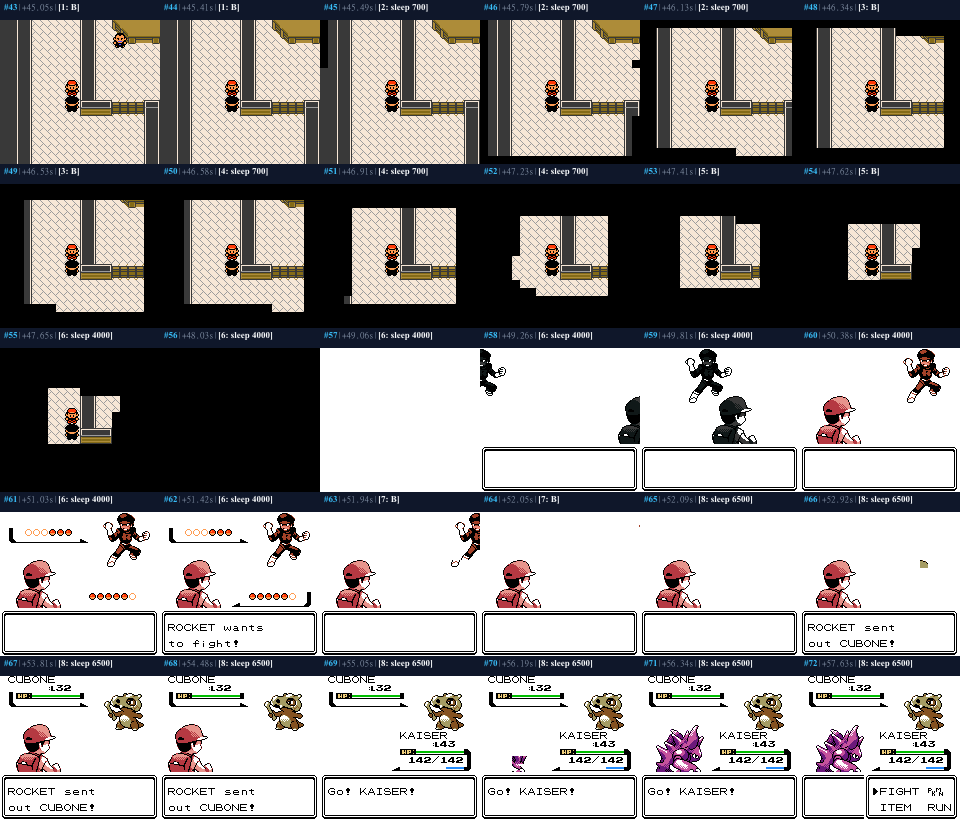 #43|+45.05s| [1: B]
#44|+45.41s| [1: B]
#45|+45.49s| [2: sleep 700]
#46|+45.79s| [2: sleep 700]
#47|+46.13s| [2: sleep 700]
#48|+46.34s| [3: B]
#49|+46.53s| [3: B]
#50|+46.58s| [4: sleep 700]
#51|+46.91s| [4: sleep 700]
#52|+47.23s| [4: sleep 700]
#53|+47.41s| [5: B]
#54|+47.62s| [5: B]
#55|+47.65s| [6: sleep 4000]
#56|+48.03s| [6: sleep 4000]
#57|+49.06s| [6: sleep 4000]
#58|+49.26s| [6: sleep 4000]
#59|+49.81s| [6: sleep 4000]
#60|+50.38s| [6: sleep 4000]
#61|+51.03s| [6: sleep 4000]
#62|+51.42s| [6: sleep 4000]
ROCKET wants
to fight!
#63|+51.94s| [7: B]
#64|+52.05s| [7: B]
#65|+52.09s| [8: sleep 6500]
#66|+52.92s| [8: sleep 6500]
ROCKET sent
out CUBONE!
#67|+53.81s| [8: sleep 6500]
CUBONE
:L32
HP:
ROCKET sent
out CUBONE!
#68|+54.48s| [8: sleep 6500]
CUBONE
:L32
HP:
ROCKET sent
out CUBONE!
#69|+55.05s| [8: sleep 6500]
CUBONE
:L32
HP:
KAISER
:L43
HP:
142/142
Go! KAISER!
#70|+56.19s| [8: sleep 6500]
CUBONE
:L32
HP:
KAISER
:L43
HP:
142/142
Go! KAISER!
#71|+56.34s| [8: sleep 6500]
CUBONE
:L32
HP:
KAISER
:L43
HP:
142/142
Go! KAISER!
#72|+57.63s| [8: sleep 6500]
CUBONE
:L32
HP:
KAISER
:L43
HP:
142/142
▶FIGHT PKMN
ITEM RUN